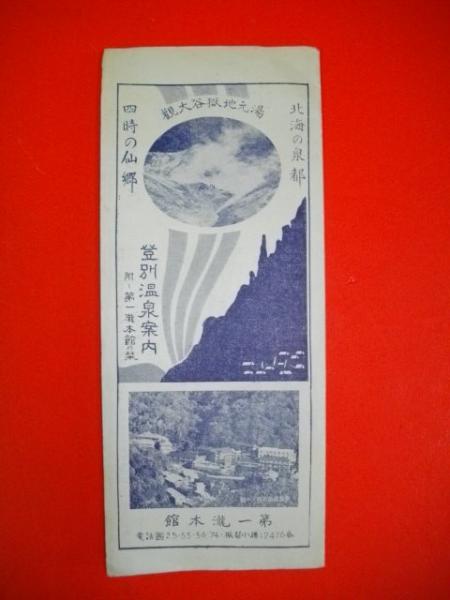 北海の泉都
湯元地獄谷大観
四時の仙郷
登別温泉案内
附・第一瀧本館の栞
第一瀧本館